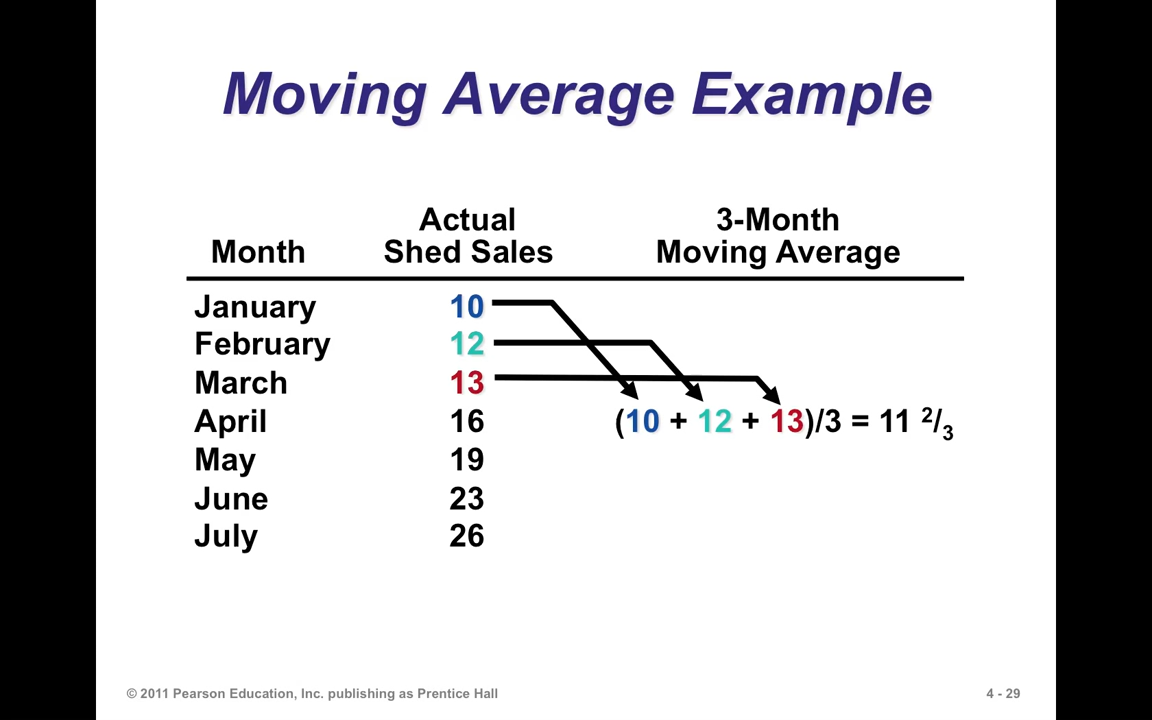 Moving Average Example
Actual 3-Month
Month Shed Sales Moving Average
January 10
February 12
March 13
April 16 (10 + 12 + 13)/3 = 11 2/3
May 19
June 23
July 26
© 2011 Pearson Education, Inc. publishing as Prentice Hall 4 - 29